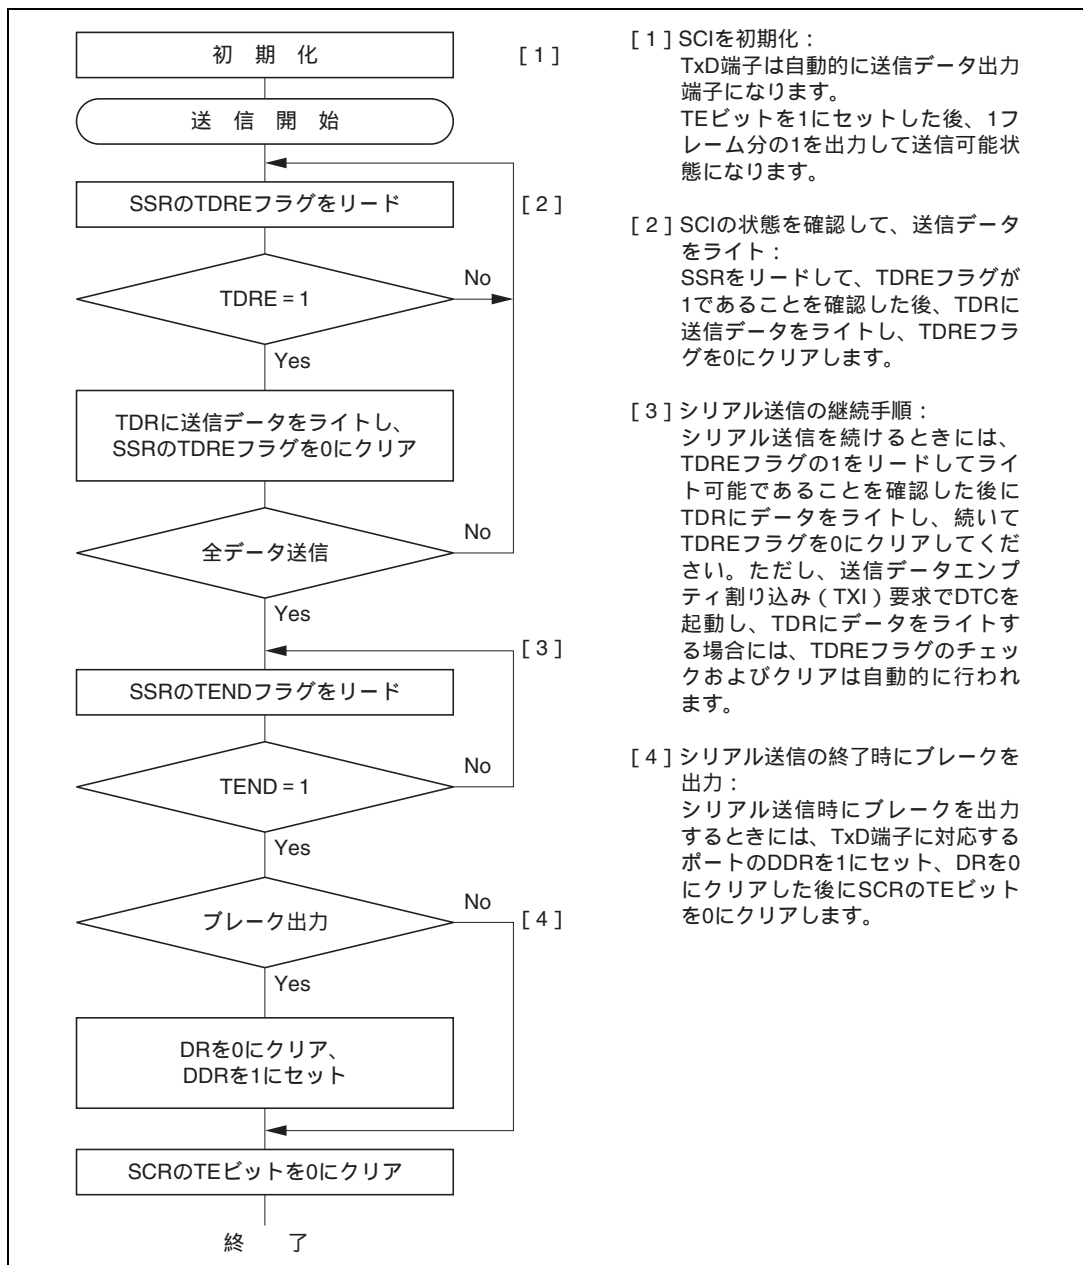 初 期 化
[ 1 ]
送 信 開 始
SSRのTDREフラグをリード
[ 2 ]
TDRE = 1
No
Yes
TDRに送信データをライトし、
SSRのTDREフラグを0にクリア
全データ送信
No
Yes
[ 3 ]
SSRのTENDフラグをリード
TEND = 1
No
Yes
ブレーク出力
No
[ 4 ]
Yes
DRを0にクリア、
DDRを1にセット
SCRのTEビットを0にクリア
終 了
[ 1 ] SCIを初期化：
TxD端子は自動的に送信データ出力
端子になります。
TEビットを1にセットした後、1フ
レーム分の1を出力して送信可能状
態になります。
[ 2 ] SCIの状態を確認して、送信データ
をライト：
SSRをリードして、TDREフラグが
1であることを確認した後、TDRに
送信データをライトし、TDREフラ
グを0にクリアします。
[ 3 ] シリアル送信の継続手順：
シリアル送信を続けるときには、
TDREフラグの1をリードしてライ
ト可能であることを確認した後に
TDRにデータをライトし、続いて
TDREフラグを0にクリアしてくだ
さい。ただし、送信データエンプ
ティ割り込み（TXI）要求でDTCを
起動し、TDRにデータをライトす
る場合には、TDREフラグのチェッ
クおよびクリアは自動的に行われ
ます。
[ 4 ] シリアル送信の終了時にブレークを
出力：
シリアル送信時にブレークを出力
するときには、TxD端子に対応する
ポートのDDRを1にセット、DRを0
にクリアした後にSCRのTEビット
を0にクリアします。